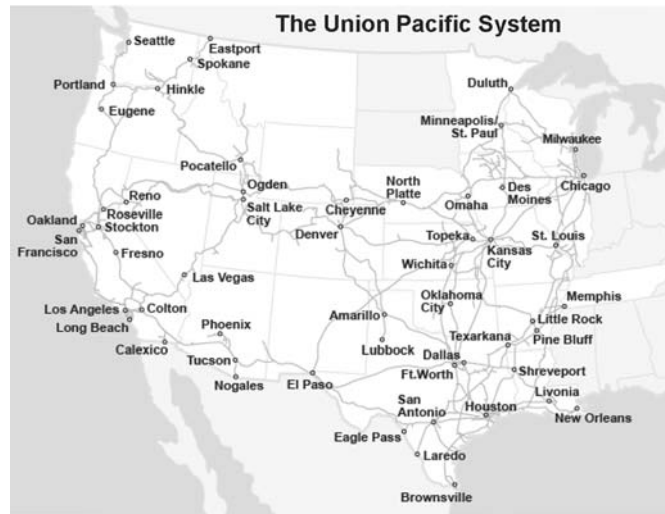 The Union Pacific System
Seattle
Eastport
Spokane
Portland
Hinkle
Eugene
Duluth
Minneapolis/
St. Paul
Milwaukee
Pocatello
Ogden
Reno
Salt Lake
City
Cheyenne
North
Platte
Omaha
Des
Moines
Chicago
Roseville
Oakland
Stockton
San
Francisco
Denver
Topeka
Kansas
City
St. Louis
Fresno
Las Vegas
Wichita
Oklahoma
City
Memphis
Los Angeles
Colton
Long Beach
Phoenix
Amarillo
Little Rock
Texarkana
Pine Bluff
Calexico
Lubbock
Tucson
Dallas
Ft.Worth
Shreveport
Nogales
El Paso
San
Antonio
Houston
Livonia
New Orleans
Eagle Pass
Laredo
Brownsville